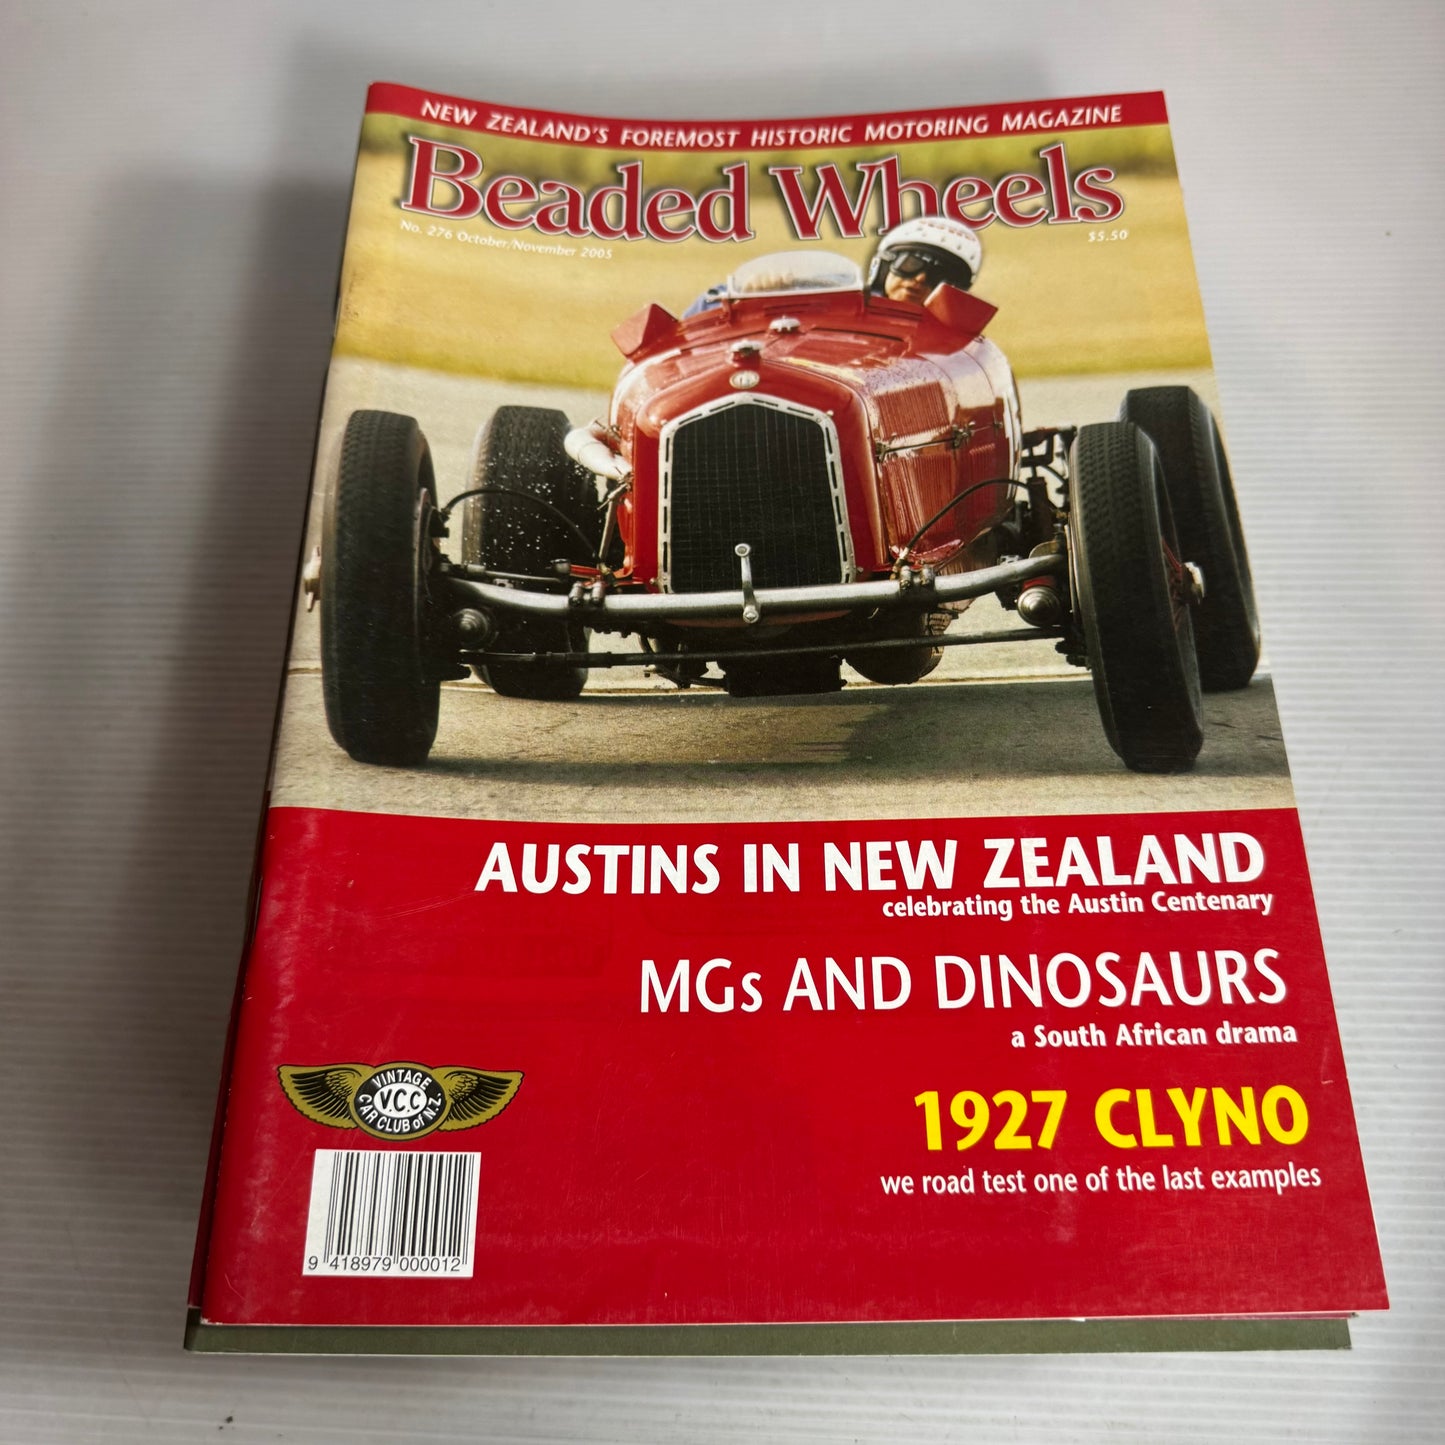 NEW ZEALAND'S FOREMOST HISTORIC MOTORING MAGAZINE
Beaded Wheels
No. 276 October/November 2005
$5.50
AUSTINS IN NEW ZEALAND
celebrating the Austin Centenary
MGs AND DINOSAURS
a South African drama
1927 CLYNO
we road test one of the last examples
VINTAGE
V.C.C
CAR CLUB of N.Z.
9 418979 000012